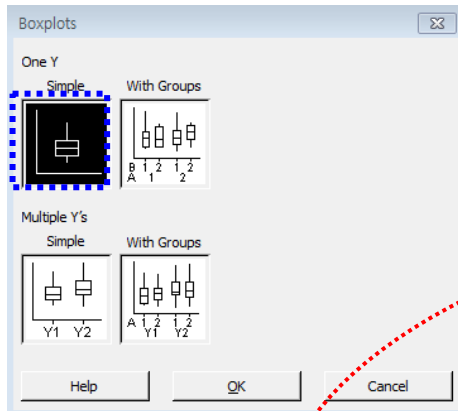 Boxplots
One Y
Simple With Groups
B 1 2 1 2
A 1 2
Multiple Y's
Simple With Groups
Y1 Y2
A 1 2 1 2
Y1 Y2
Help OK Cancel